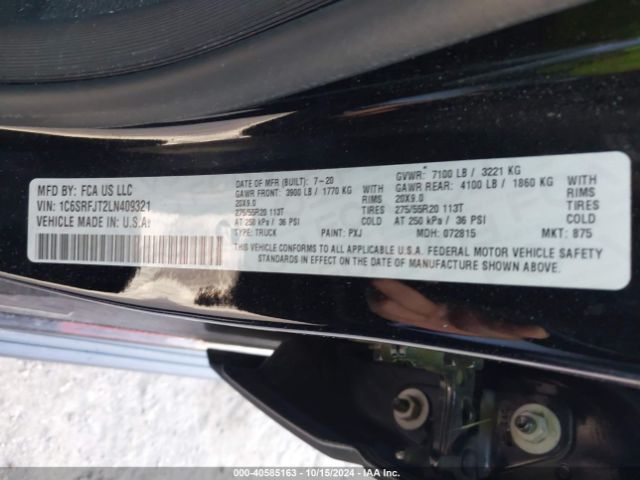 MFD BY: FCA US LLC
VIN: 1C6SRFJT2LN409321
VEHICLE MADE IN: U.S.A.
DATE OF MFR (BUILT): 7-20
GAWR FRONT: 3900 LB / 1770 KG WITH
20X9.0 RIMS
275/55R20 113T TIRES
AT 250 kPa / 36 PSI COLD
GVWR: 7100 LB / 3221 KG
GAWR REAR: 4100 LB / 1860 KG WITH
20X9.0 RIMS
275/55R20 113T TIRES
AT 250 kPa / 36 PSI COLD
TYPE: TRUCK PAINT: PXJ MDH: 072815 MKT: B75
THIS VEHICLE CONFORMS TO ALL APPLICABLE U.S.A. FEDERAL MOTOR VEHICLE SAFETY
STANDARDS IN EFFECT ON THE DATE OF MANUFACTURE SHOWN ABOVE.
000-40585163 - 10/15/2024 - IAA Fort Pierce